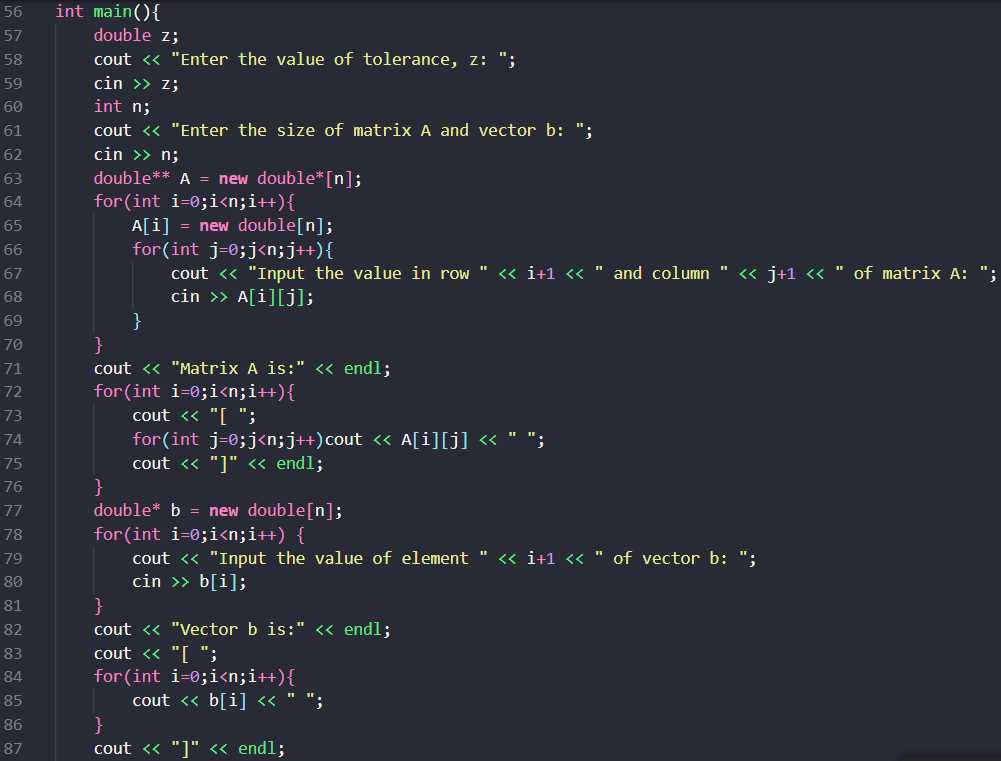 56 int main(){
57 double z;
58 cout << "Enter the value of tolerance, z: ";
59 cin >> z;
60 int n;
61 cout << "Enter the size of matrix A and vector b: ";
62 cin >> n;
63 double** A = new double*[n];
64 for(int i=0;i<n;i++){
65 A[i] = new double[n];
66 for(int j=0;j<n;j++){
67 cout << "Input the value in row " << i+1 << " and column " << j+1 << " of matrix A: ";
68 cin >> A[i][j];
69 }
70 }
71 cout << "Matrix A is:" << endl;
72 for(int i=0;i<n;i++){
73 cout << "[ ";
74 for(int j=0;j<n;j++)cout << A[i][j] << " ";
75 cout << "]" << endl;
76 }
77 double* b = new double[n];
78 for(int i=0;i<n;i++) {
79 cout << "Input the value of element " << i+1 << " of vector b: ";
80 cin >> b[i];
81 }
82 cout << "Vector b is:" << endl;
83 cout << "[ ";
84 for(int i=0;i<n;i++){
85 cout << b[i] << " ";
86 }
87 cout << "]" << endl;